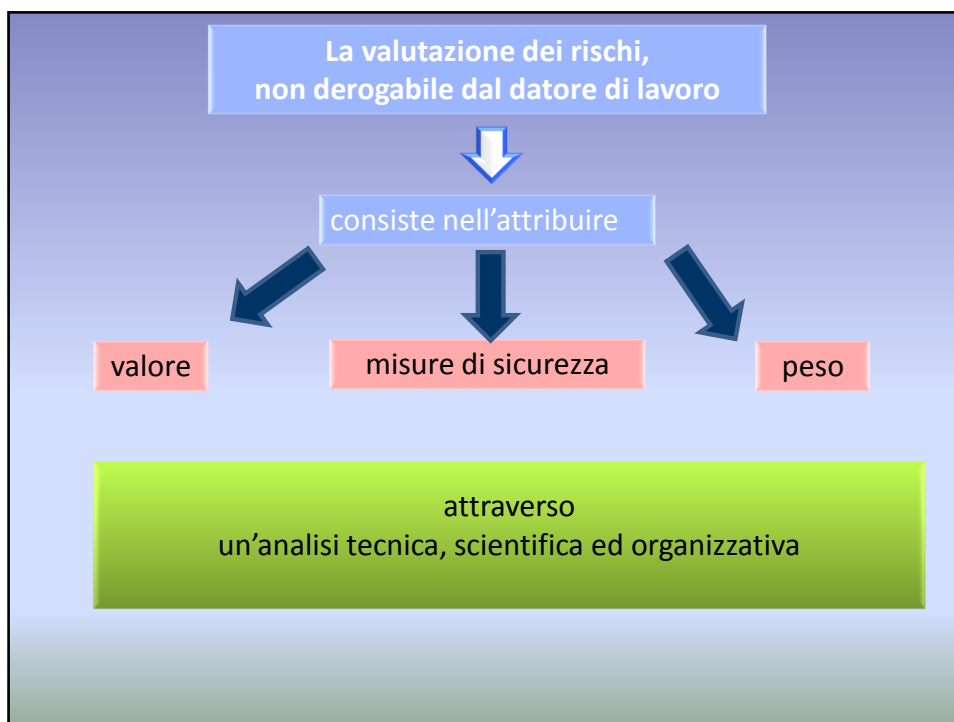 La valutazione dei rischi,
non derogabile dal datore di lavoro
consiste nell’attribuire
valore
misure di sicurezza
peso
attraverso
un’analisi tecnica, scientifica ed organizzativa